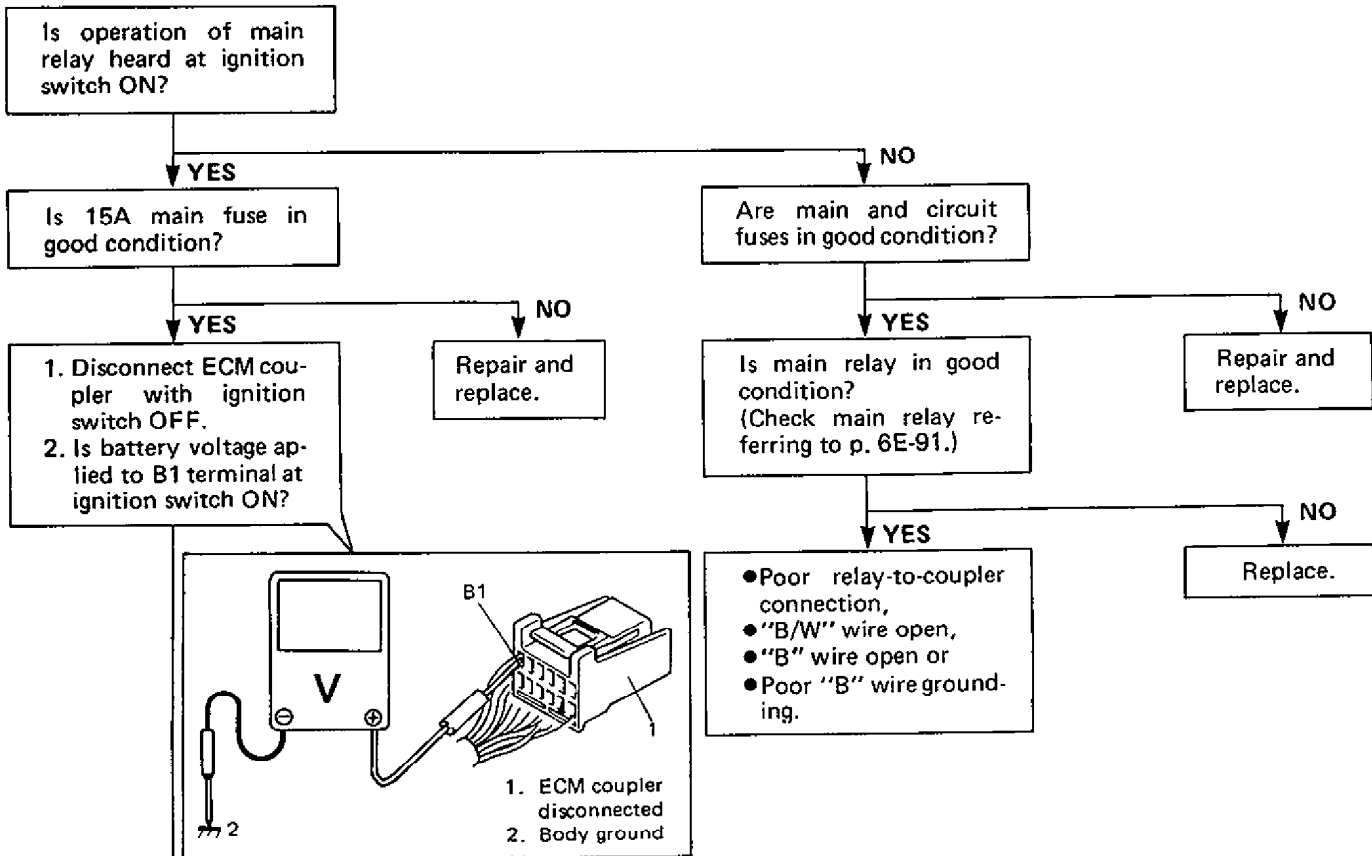 Is operation of main
relay heard at ignition
switch ON?
YES
NO
Is 15A main fuse in
good condition?
Are main and circuit
fuses in good condition?
YES
NO
YES
NO
1. Disconnect ECM cou-
pler with ignition
switch OFF.
2. Is battery voltage ap-
plied to B1 terminal at
ignition switch ON?
Repair and
replace.
Is main relay in good
condition?
(Check main relay re-
ferring to p. 6E-91.)
Repair and
replace.
YES
NO
B1
V
⊖
⊕
1
2
1. ECM coupler
disconnected
2. Body ground
●Poor relay-to-coupler
connection,
●"B/W" wire open,
●"B" wire open or
●Poor "B" wire ground-
ing.
Replace.